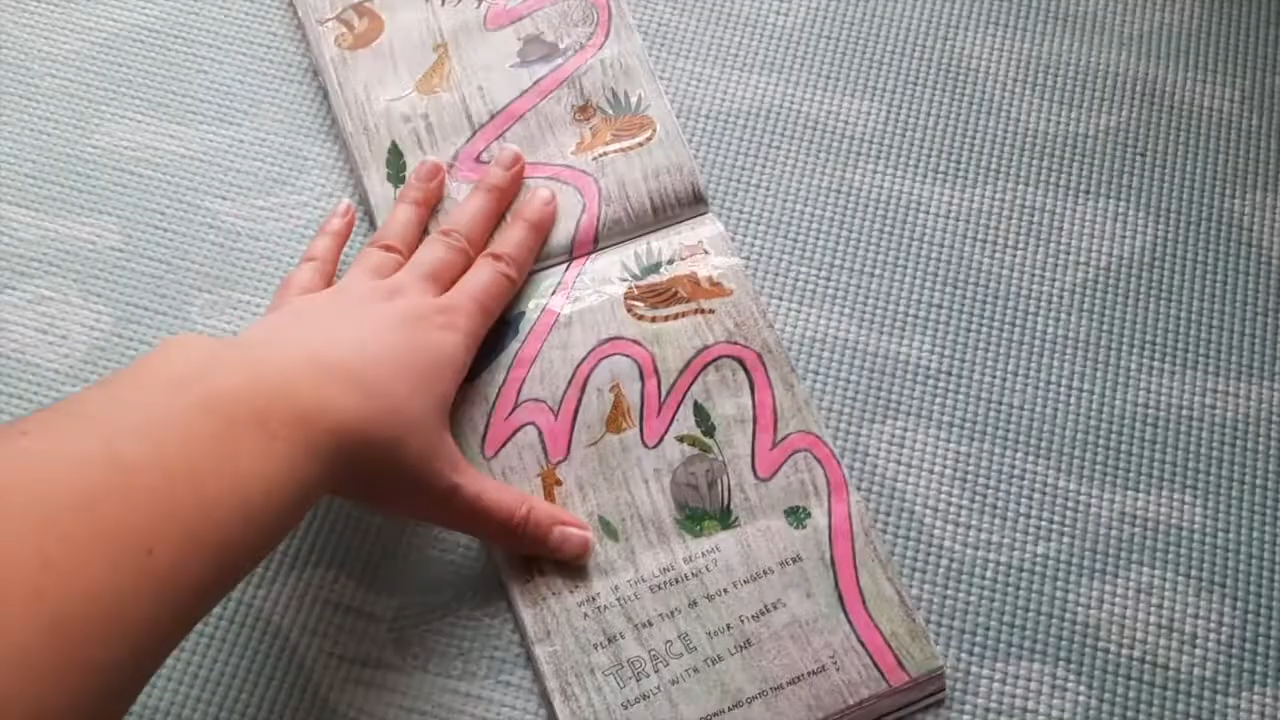 WHAT IF THE LINE BECAME
A TACTILE EXPERIENCE?
PLACE THE TIPS OF YOUR FINGERS HERE
TRACE YOUR FINGERS
SLOWLY WITH THE LINE
DOWN AND ONTO THE NEXT PAGE